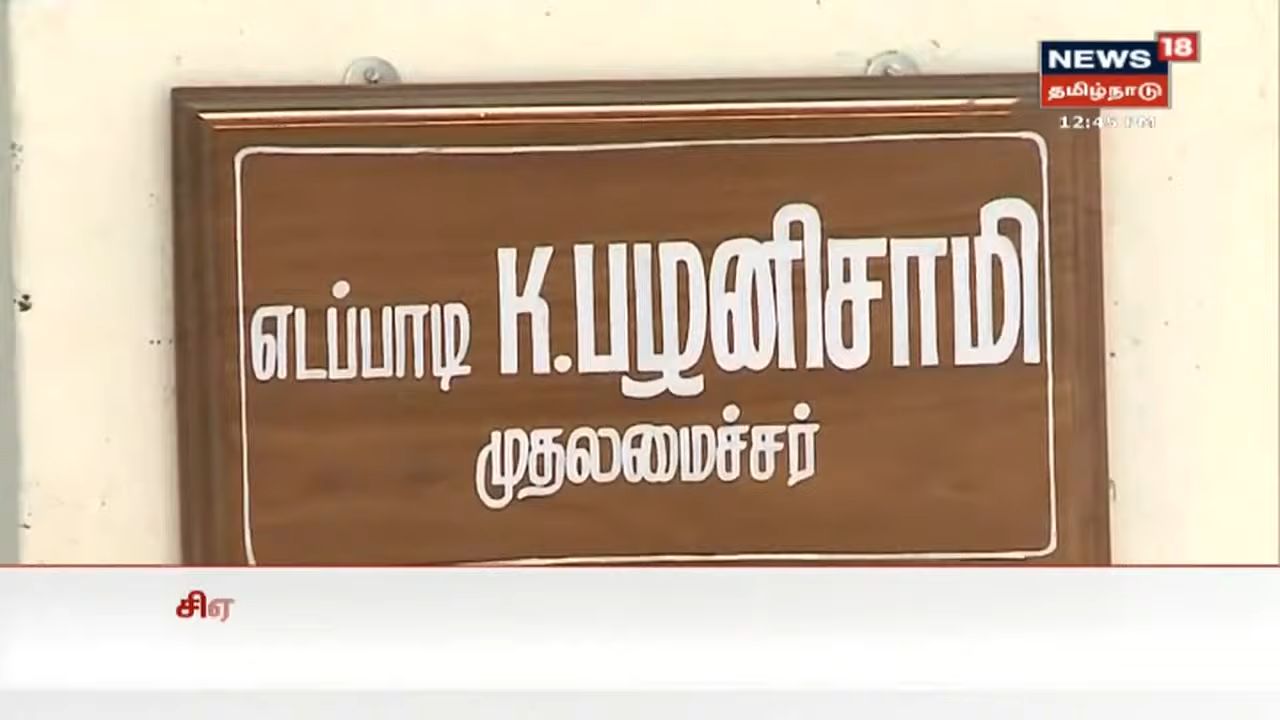 NEWS 18
தமிழ்நாடு
12:45 PM
எடப்பாடி K.பழனிசாமி
முதலமைச்சர்
சிஏ